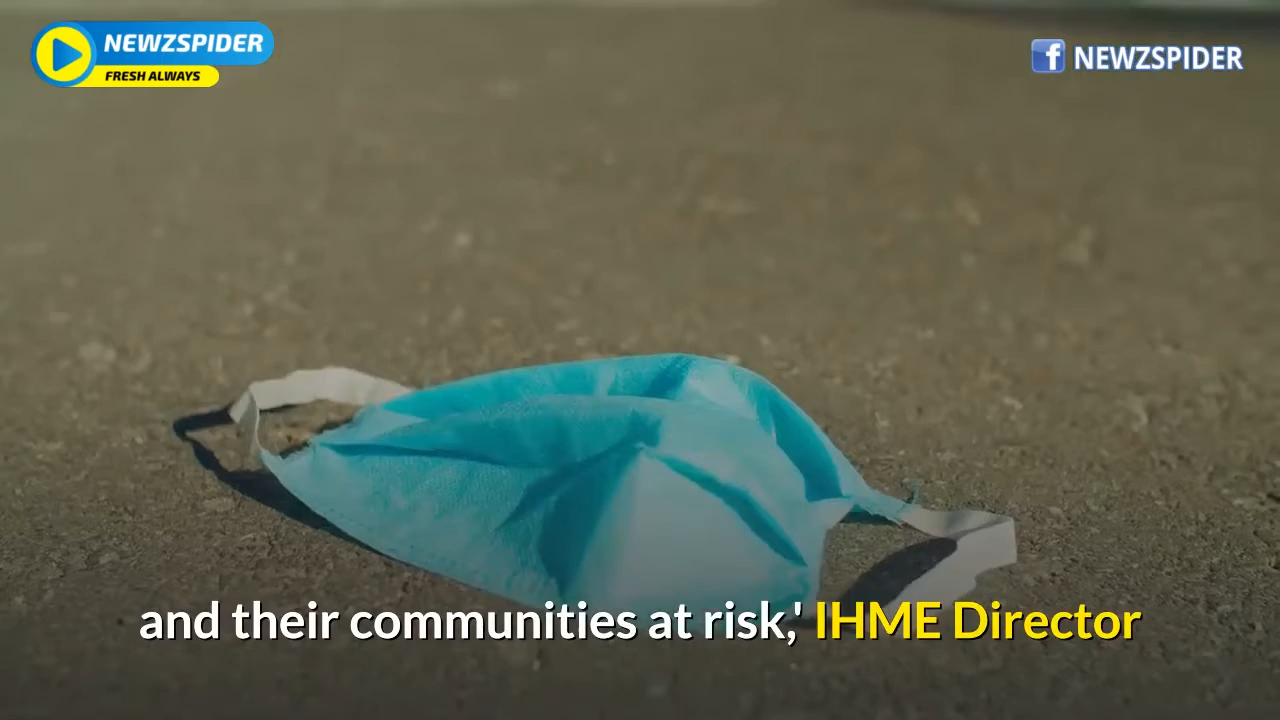 NEWZSPIDER
FRESH ALWAYS
NEWZSPIDER
and their communities at risk,' IHME Director